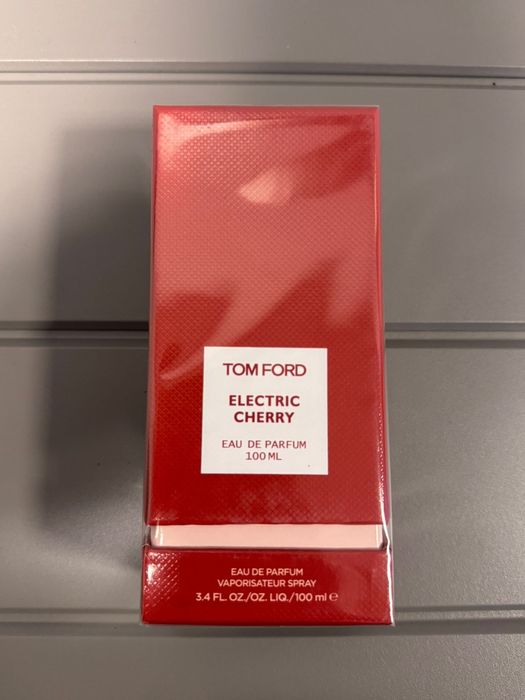 TOM FORD
ELECTRIC
CHERRY
EAU DE PARFUM
100 ML
EAU DE PARFUM
VAPORISATEUR SPRAY
3.4 FL. OZ./OZ. LIQ./100 ml ℮